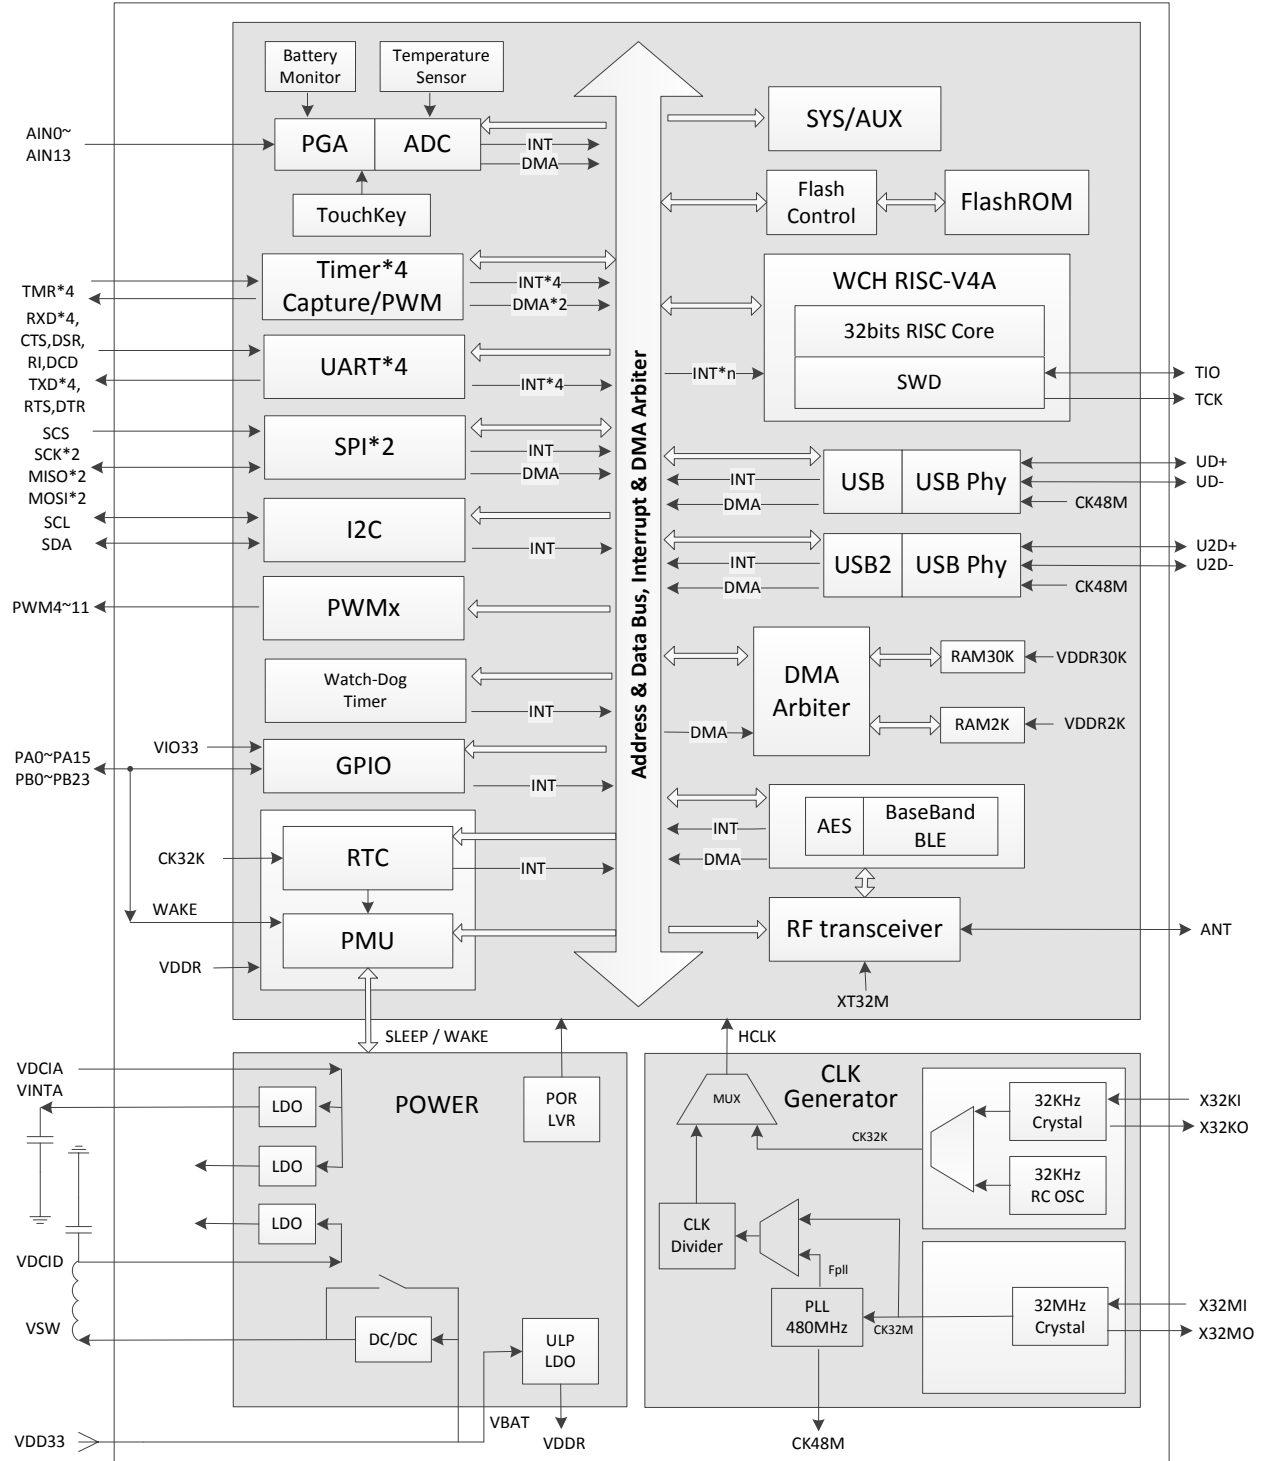 Battery
Monitor
Temperature
Sensor
AIN0~
AIN13
PGA
ADC
INT
DMA
TouchKey
SYS/AUX
Flash
Control
FlashROM
TMR*4
Timer*4
Capture/PWM
INT*4
DMA*2
WCH RISC-V4A
32bits RISC Core
SWD
INT*n
TIO
TCK
RXD*4,
CTS,DSR,
RI,DCD
TXD*4,
RTS,DTR
UART*4
INT*4
SCS
SCK*2
MISO*2
MOSI*2
SPI*2
INT
DMA
Address & Data Bus, Interrupt & DMA Arbiter
INT
DMA
USB
USB Phy
UD+
UD-
CK48M
SCL
SDA
I2C
INT
INT
DMA
USB2
USB Phy
U2D+
U2D-
CK48M
PWM4~11
PWMx
Watch-Dog
Timer
INT
DMA
DMA
Arbiter
RAM30K
VDDR30K
RAM2K
VDDR2K
VIO33
PA0~PA15
PB0~PB23
GPIO
INT
INT
DMA
AES
BaseBand
BLE
CK32K
RTC
INT
WAKE
PMU
VDDR
RF transceiver
ANT
XT32M
SLEEP / WAKE
HCLK
VDCIA
VINTA
LDO
POWER
POR
LVR
LDO
LDO
VDCID
VSW
DC/DC
ULP
LDO
VBAT
VDDR
VDD33
CLK
Generator
MUX
CK32K
32KHz
Crystal
X32KI
X32KO
32KHz
RC OSC
CLK
Divider
Fpll
PLL
480MHz
CK32M
32MHz
Crystal
X32MI
X32MO
CK48M